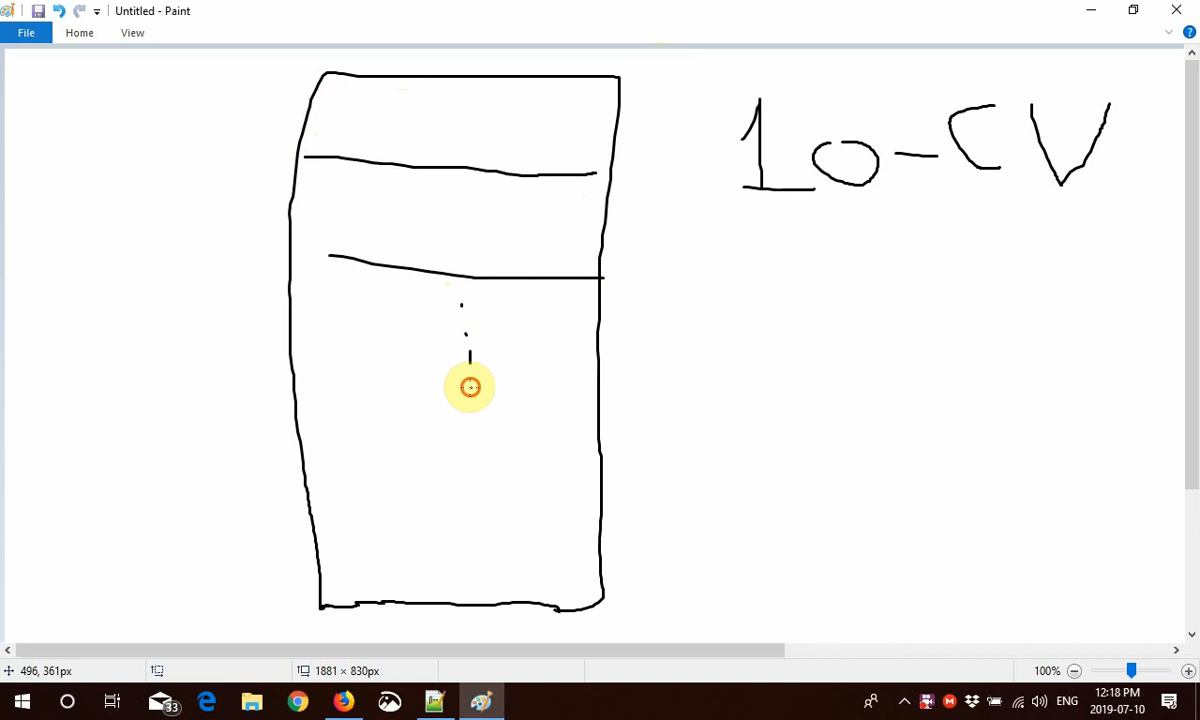 Untitled - Paint
File Home View
10-CV
496, 361px 1881 × 830px 100%
33 ENG 12:18 PM
2019-07-10